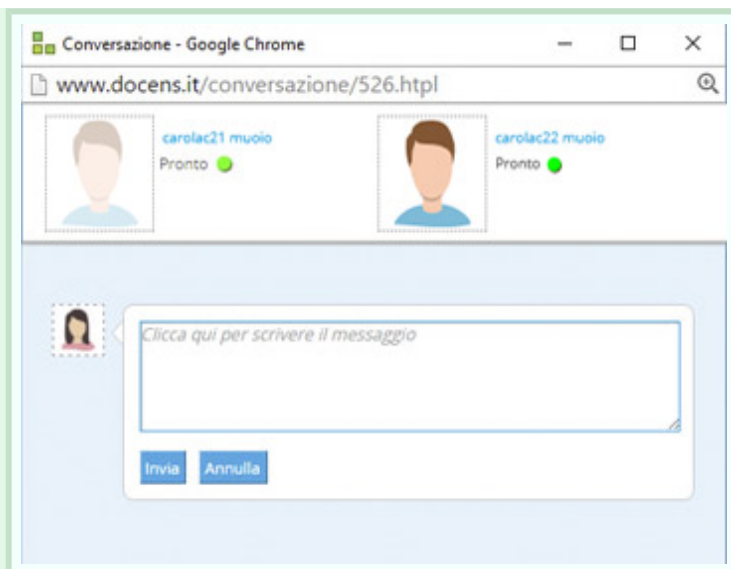 Conversazione - Google Chrome
www.docens.it/conversazione/526.htpl
carolac21 muoio
Pronto
carolac22 muoio
Pronto
Clicca qui per scrivere il messaggio
Invia Annulla